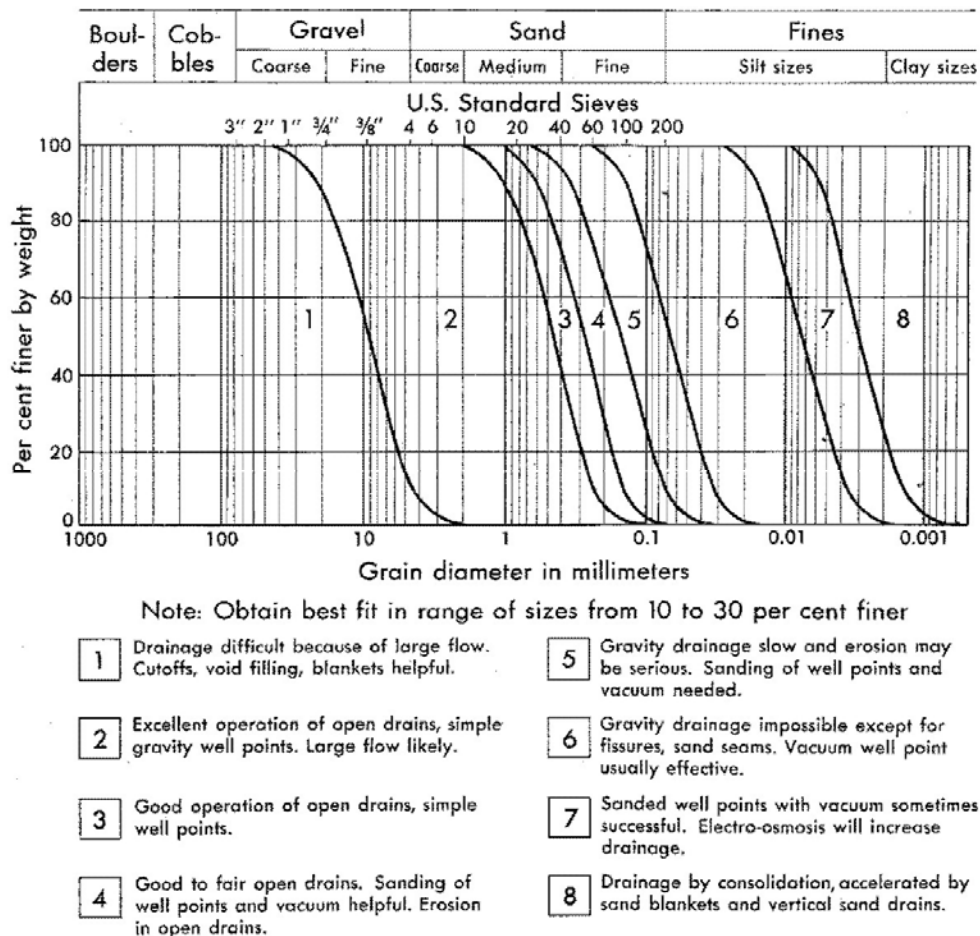 Boul-
ders
Cob-
bles
Gravel
Sand
Fines
Coarse
Fine
Coarse
Medium
Fine
Silt sizes
Clay sizes
U.S. Standard Sieves
3" 2" 1" ¾" ⅜" 4 6 10 20 40 60 100 200
Per cent finer by weight
100
80
60
40
20
0
1 2 3 4 5 6 7 8
1000 100 10 1 0.1 0.01 0.001
Grain diameter in millimeters
Note: Obtain best fit in range of sizes from 10 to 30 per cent finer
1 Drainage difficult because of large flow.
Cutoffs, void filling, blankets helpful.
2 Excellent operation of open drains, simple
gravity well points. Large flow likely.
3 Good operation of open drains, simple
well points.
4 Good to fair open drains. Sanding of
well points and vacuum helpful. Erosion
in open drains.
5 Gravity drainage slow and erosion may
be serious. Sanding of well points and
vacuum needed.
6 Gravity drainage impossible except for
fissures, sand seams. Vacuum well point
usually effective.
7 Sanded well points with vacuum sometimes
successful. Electro-osmosis will increase
drainage.
8 Drainage by consolidation, accelerated by
sand blankets and vertical sand drains.